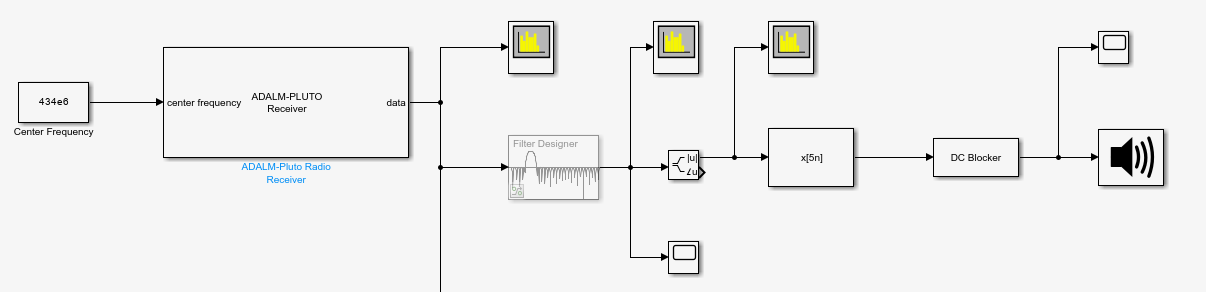 434e6
Center Frequency
center frequency
ADALM-PLUTO
Receiver
data
ADALM-Pluto Radio
Receiver
Filter Designer
|u|
∠u
x[5n]
DC Blocker